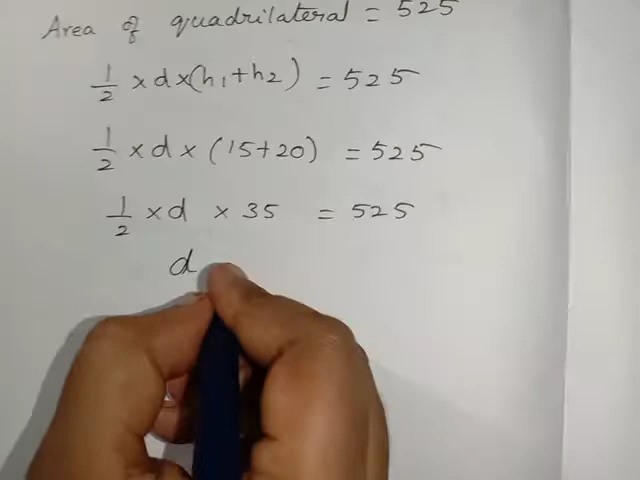 Area of quadrilateral = 525
1/2 × d × (h1 + h2) = 525
1/2 × d × (15 + 20) = 525
1/2 × d × 35 = 525
d